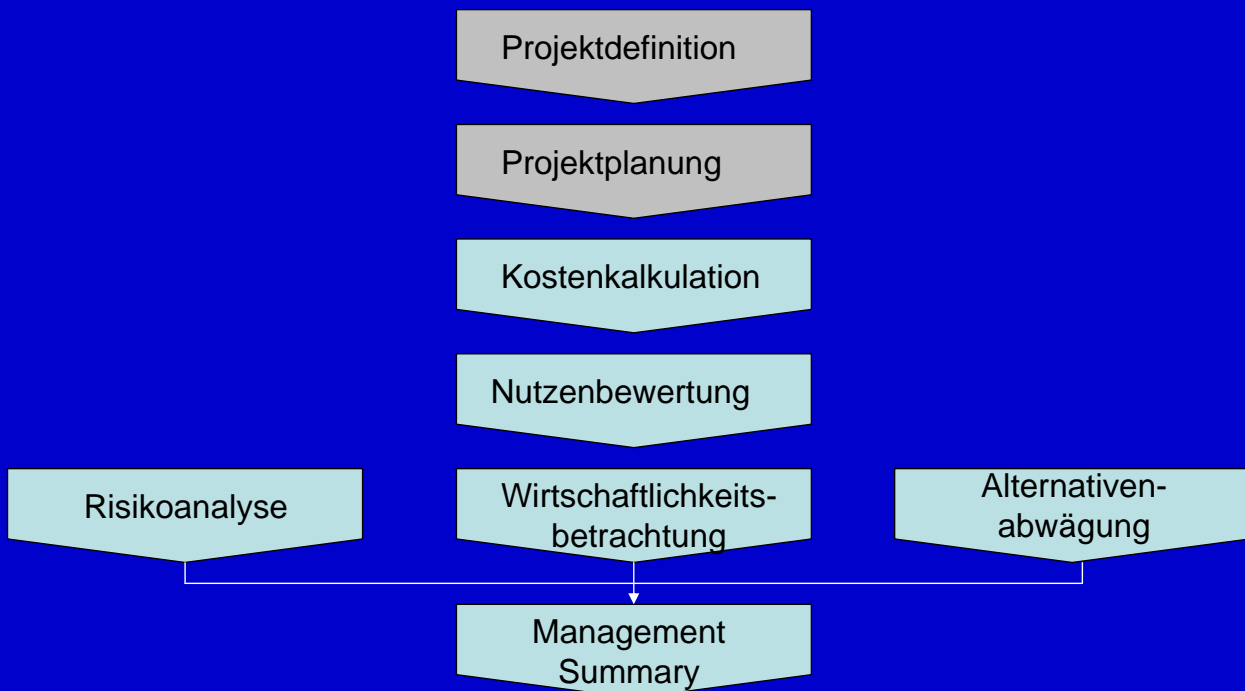 Projektdefinition
Projektplanung
Kostenkalkulation
Nutzenbewertung
Risikoanalyse
Wirtschaftlichkeits-
betrachtung
Alternativen-
abwägung
Management
Summary